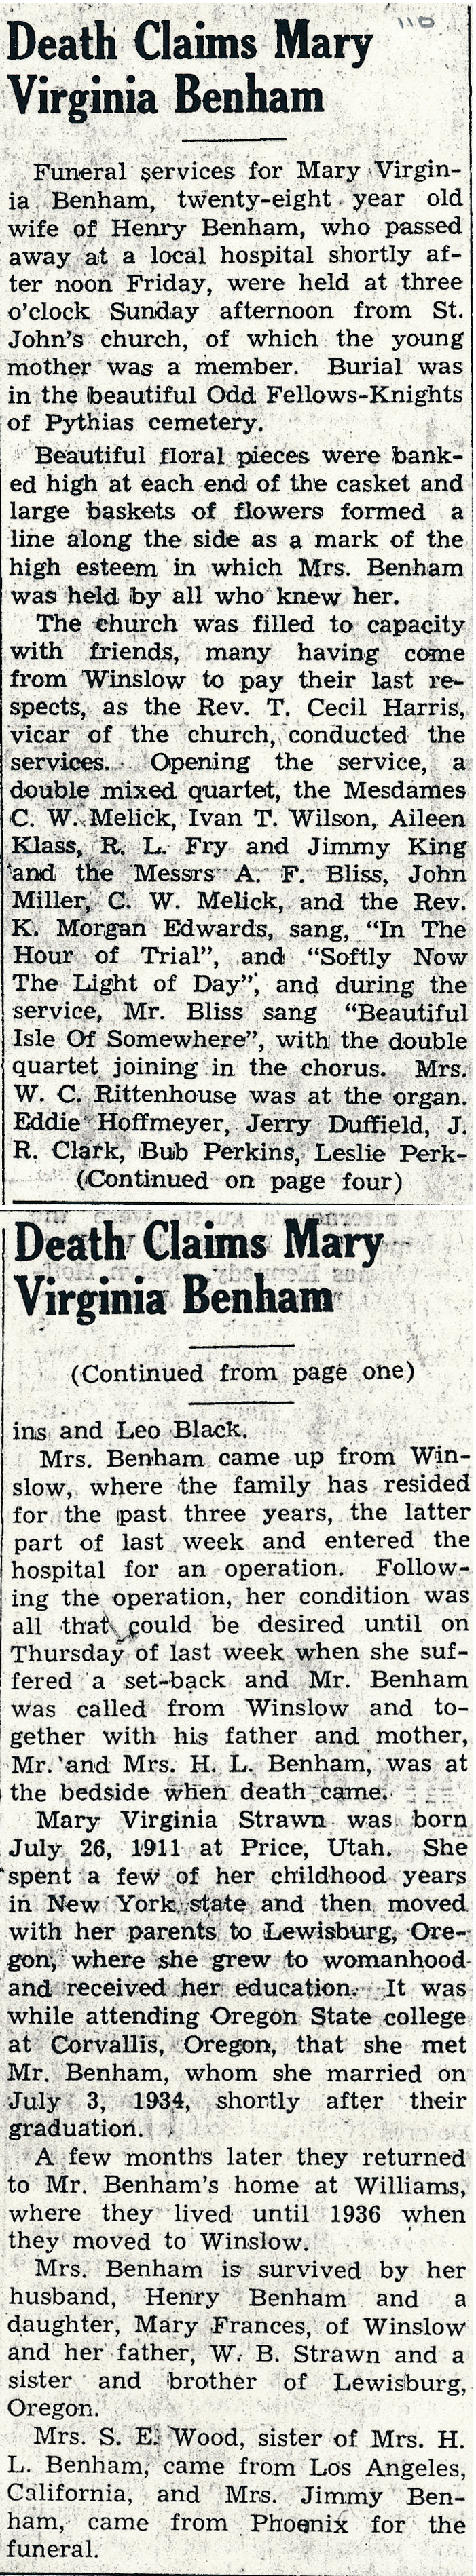 110
Death Claims Mary
Virginia Benham
Funeral services for Mary Virgin-
ia Benham, twenty-eight year old
wife of Henry Benham, who passed
away at a local hospital shortly af-
ter noon Friday, were held at three
o'clock Sunday afternoon from St.
John's church, of which the young
mother was a member. Burial was
in the beautiful Odd Fellows-Knights
of Pythias cemetery.
Beautiful floral pieces were bank-
ed high at each end of the casket and
large baskets of flowers formed a
line along the side as a mark of the
high esteem in which Mrs. Benham
was held by all who knew her.
The church was filled to capacity
with friends, many having come
from Winslow to pay their last re-
spects, as the Rev. T. Cecil Harris,
vicar of the church, conducted the
services. Opening the service, a
double mixed quartet, the Mesdames
C. W. Melick, Ivan T. Wilson, Aileen
Klass, R. L. Fry and Jimmy King
and the Messrs A. F. Bliss, John
Miller, C. W. Melick, and the Rev.
K. Morgan Edwards, sang, "In The
Hour of Trial", and "Softly Now
The Light of Day", and during the
service, Mr. Bliss sang "Beautiful
Isle Of Somewhere", with the double
quartet joining in the chorus. Mrs.
W. C. Rittenhouse was at the organ.
Eddie Hoffmeyer, Jerry Duffield, J.
R. Clark, Bub Perkins, Leslie Perk-
(Continued on page four)
Death Claims Mary
Virginia Benham
(Continued from page one)
ins and Leo Black.
Mrs. Benham came up from Win-
slow, where the family has resided
for the past three years, the latter
part of last week and entered the
hospital for an operation. Follow-
ing the operation, her condition was
all that could be desired until on
Thursday of last week when she suf-
fered a set-back and Mr. Benham
was called from Winslow and to-
gether with his father and mother,
Mr. and Mrs. H. L. Benham, was at
the bedside when death came.
Mary Virginia Strawn was born
July 26, 1911 at Price, Utah. She
spent a few of her childhood years
in New York state and then moved
with her parents to Lewisburg, Ore-
gon, where she grew to womanhood
and received her education. It was
while attending Oregon State college
at Corvallis, Oregon, that she met
Mr. Benham, whom she married on
July 3, 1934, shortly after their
graduation.
A few months later they returned
to Mr. Benham's home at Williams,
where they lived until 1936 when
they moved to Winslow.
Mrs. Benham is survived by her
husband, Henry Benham and a
daughter, Mary Frances, of Winslow
and her father, W. B. Strawn and a
sister and brother of Lewisburg,
Oregon.
Mrs. S. E. Wood, sister of Mrs. H.
L. Benham, came from Los Angeles,
California, and Mrs. Jimmy Ben-
ham, came from Phoenix for the
funeral.